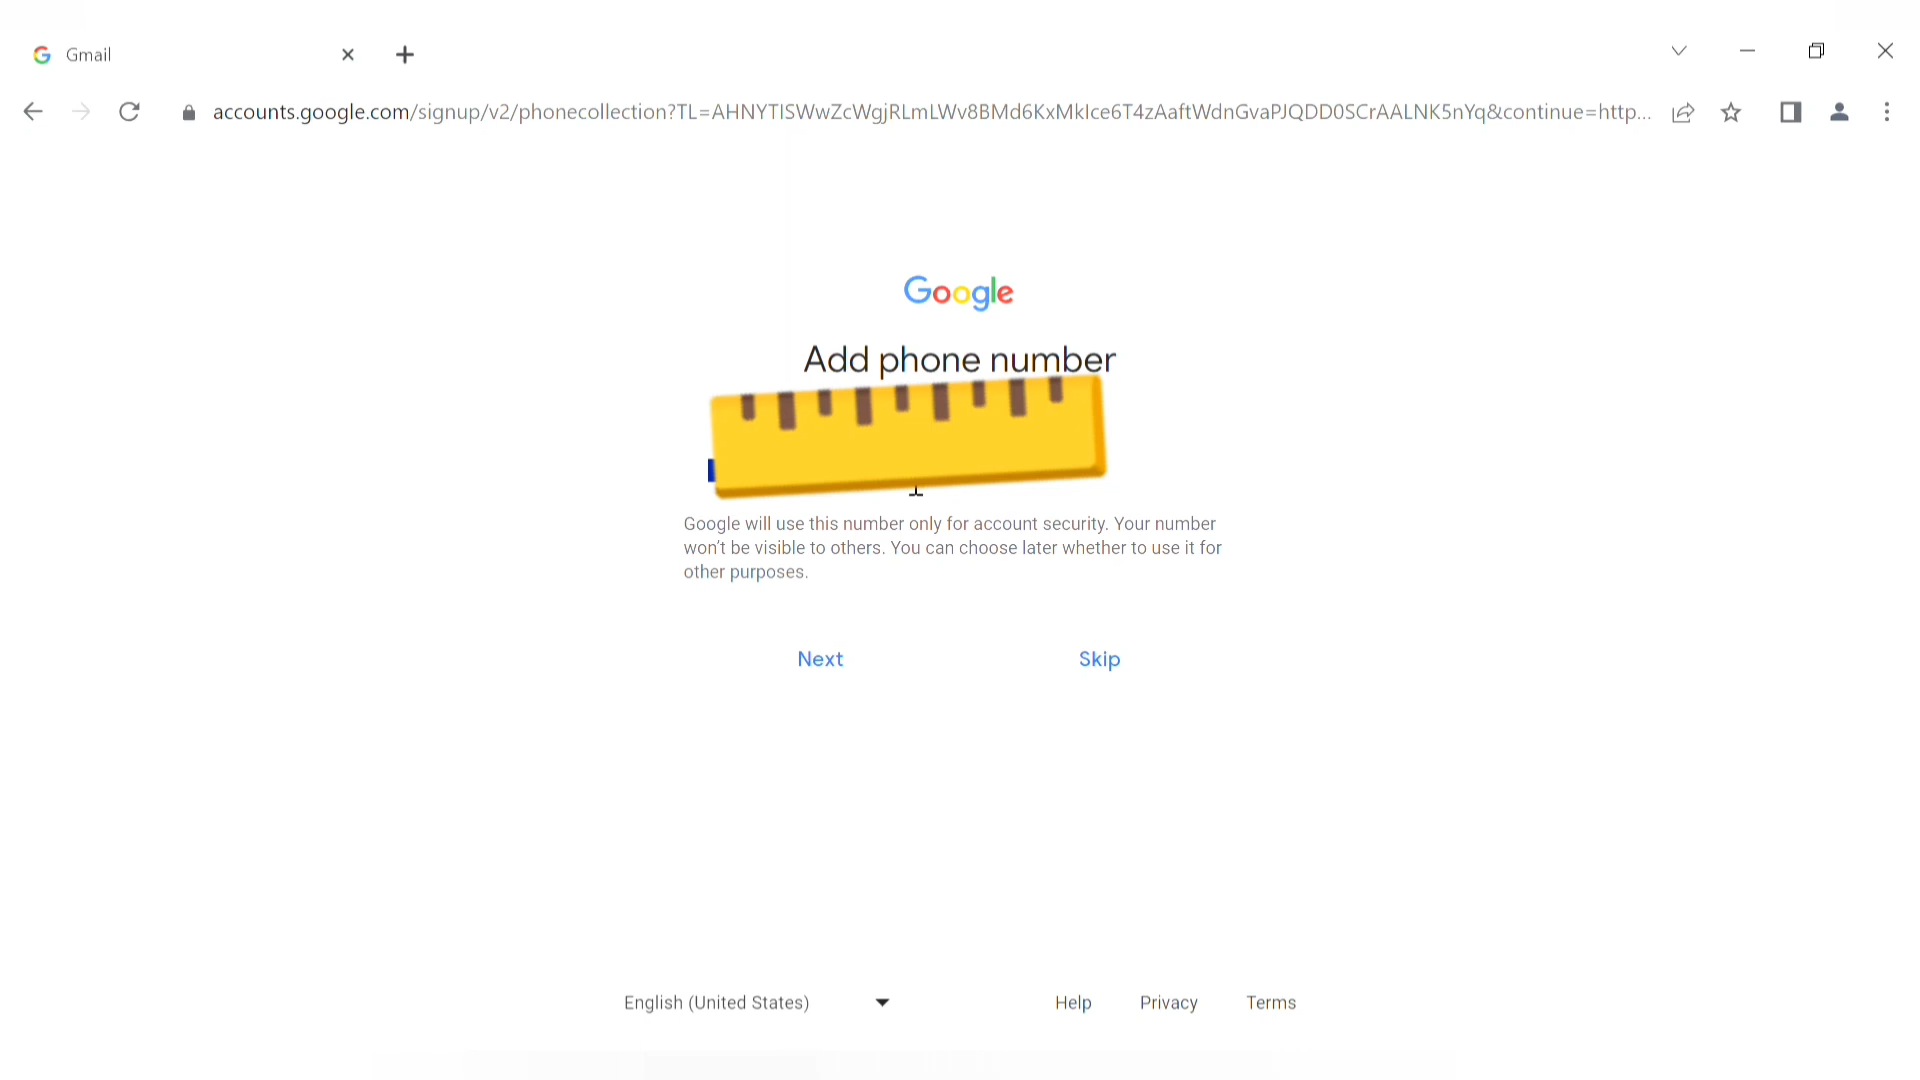 Gmail
accounts.google.com/signup/v2/phonecollection?TL=AHNYTISWwZcWgjRLmLWv8BMd6KxMkIce6T4zAaftWdnGvaPJQDD0SCrAALNK5nYq&continue=http...
Google
Add phone number
Google will use this number only for account security. Your number
won't be visible to others. You can choose later whether to use it for
other purposes.
Next Skip
English (United States) Help Privacy Terms